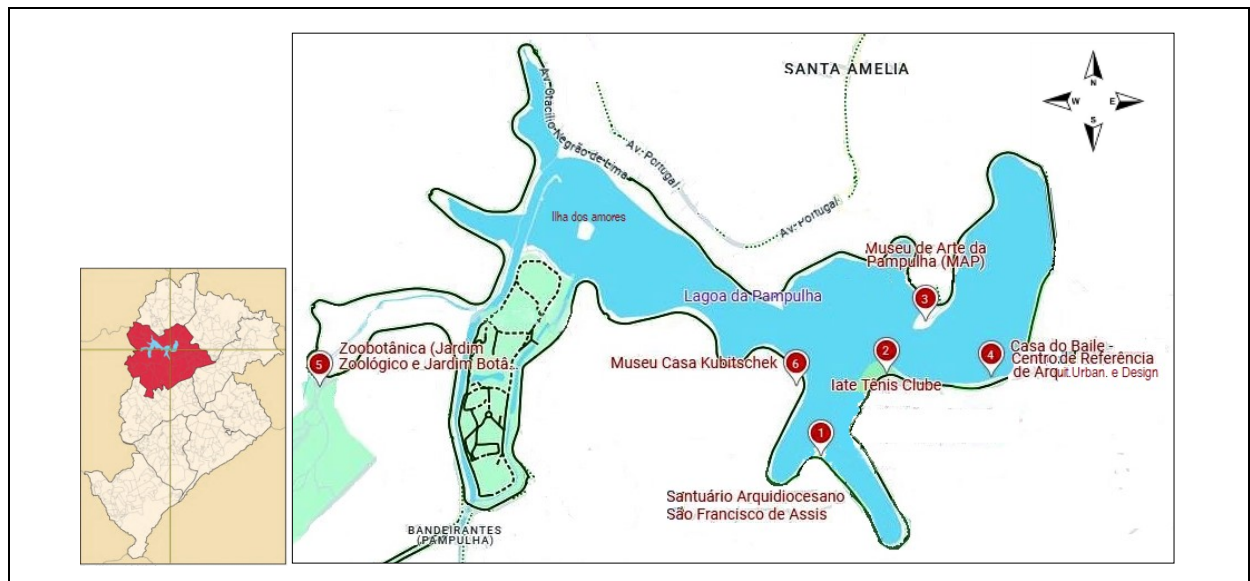 SANTA AMELIA
N
W
E
S
Av. Otacílio Negrão de Lima
Av. Portugal
Av. Portugal
Ilha dos amores
Museu de Arte da
Pampulha (MAP)
Lagoa da Pampulha
3
5
Zoobotânica (Jardim
Zoológico e Jardim Botâ...
Museu Casa Kubitschek
6
2
Iate Tênis Clube
4
Casa do Baile -
Centro de Referência
de Arquit.Urban. e Design
1
Santuário Arquidiocesano
São Francisco de Assis
BANDEIRANTES
(PAMPULHA)